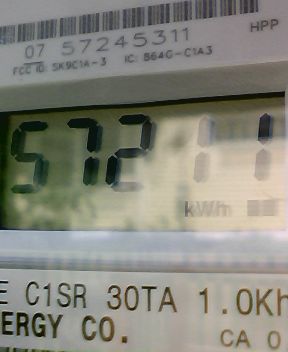 07 57245311
HPP
FCC ID: SK9C1A-3 IC: 864G-C1A3
57211
kWh
E C1SR 30TA 1.0Kh
ERGY CO.
CA 0